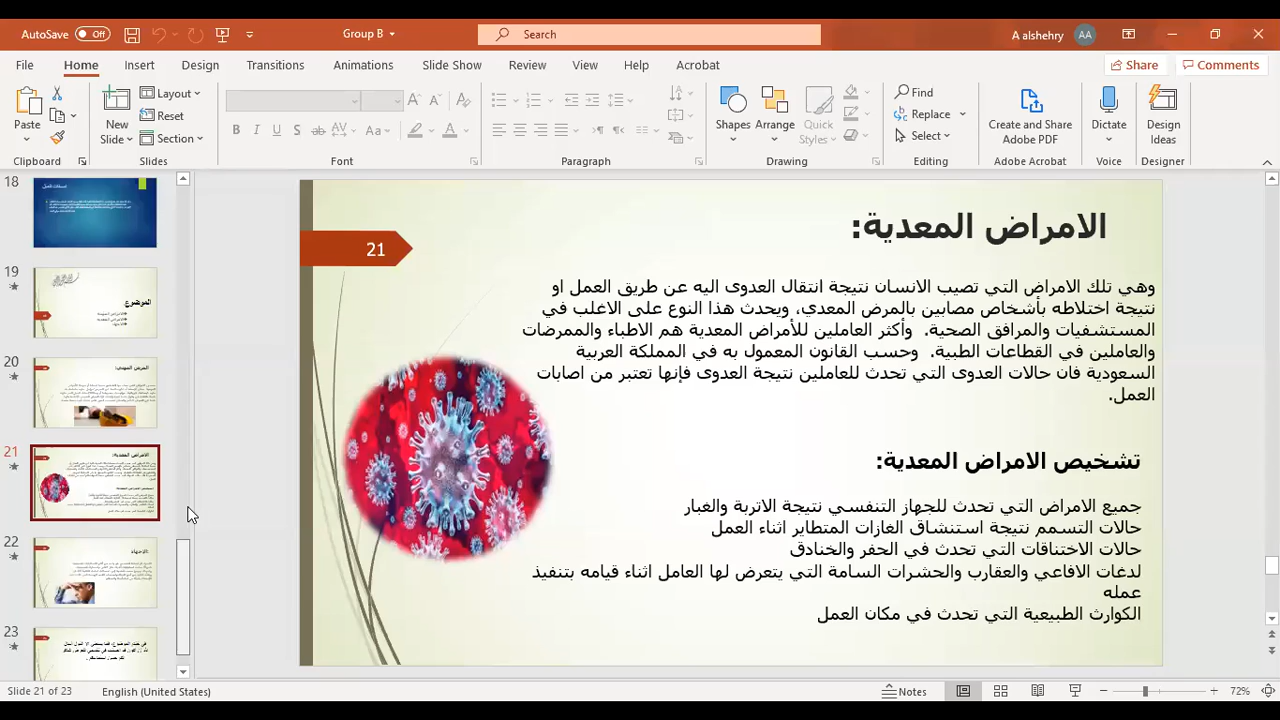 AutoSave Off
Group B
Search
A alshehry AA
File Home Insert Design Transitions Animations Slide Show Review View Help Acrobat Share Comments
Paste
New Slide
Layout
Reset
Section
Shapes Arrange Quick Styles
Find
Replace
Select
Create and Share Adobe PDF
Dictate
Design Ideas
Clipboard Slides Font Paragraph Drawing Editing Adobe Acrobat Voice Designer
18
19
الموضوع
20
21
22
23
21
الامراض المعدية:
وهي تلك الامراض التي تصيب الانسان نتيجة انتقال العدوى اليه عن طريق العمل او
نتيجة اختلاطه بأشخاص مصابين بالمرض المعدي، ويحدث هذا النوع على الاغلب في
المستشفيات والمرافق الصحية. وأكثر العاملين للأمراض المعدية هم الاطباء والممرضات
والعاملين في القطاعات الطبية. وحسب القانون المعمول به في المملكة العربية
السعودية فان حالات العدوى التي تحدث للعاملين نتيجة العدوى فإنها تعتبر من اصابات
العمل.
تشخيص الامراض المعدية:
جميع الامراض التي تحدث للجهاز التنفسي نتيجة الاتربة والغبار
حالات التسمم نتيجة استنشاق الغازات المتطاير اثناء العمل
حالات الاختناقات التي تحدث في الحفر والخنادق
لدغات الافاعي والعقارب والحشرات السامة التي يتعرض لها العامل اثناء قيامه بتنفيذ
عمله
الكوارث الطبيعية التي تحدث في مكان العمل
Slide 21 of 23 English (United States) Notes 72%